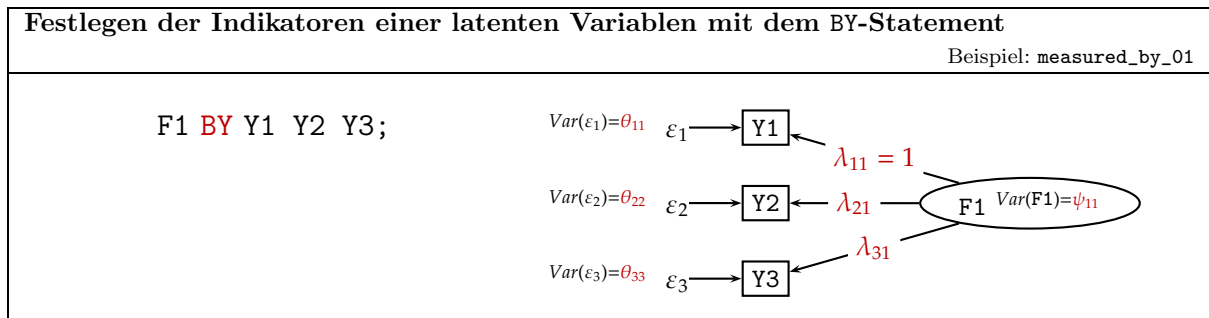 Festlegen der Indikatoren einer latenten Variablen mit dem BY-Statement
Beispiel: measured_by_01
F1 BY Y1 Y2 Y3;
Var(ε₁)=θ₁₁ ε₁ Y1
λ₁₁ = 1
Var(ε₂)=θ₂₂ ε₂ Y2 λ₂₁ F1 Var(F1)=ψ₁₁
λ₃₁
Var(ε₃)=θ₃₃ ε₃ Y3